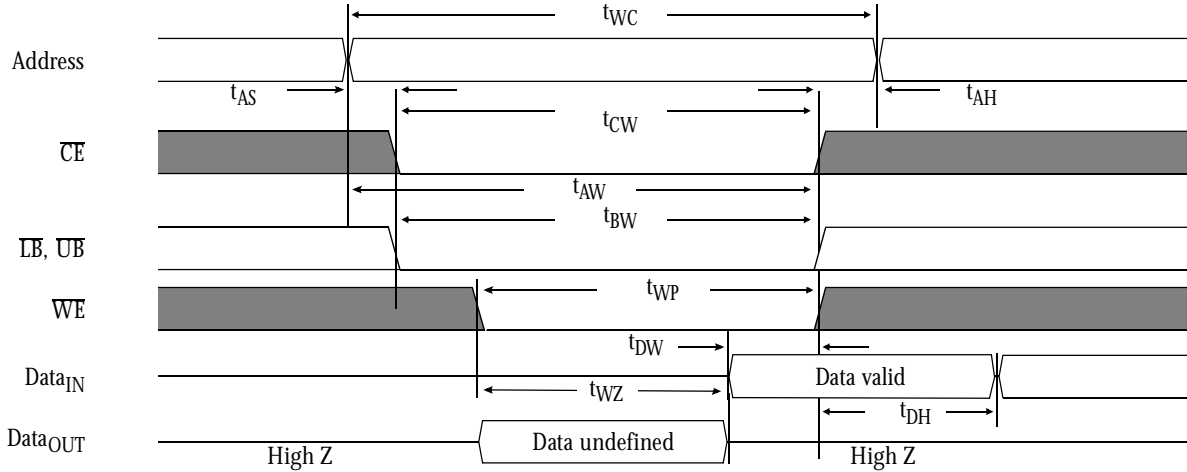 tWC
Address
tAS
tAH
tCW
CE
tAW
tBW
LB, UB
tWP
WE
tDW
DataIN
Data valid
tWZ
tDH
DataOUT
Data undefined
High Z
High Z